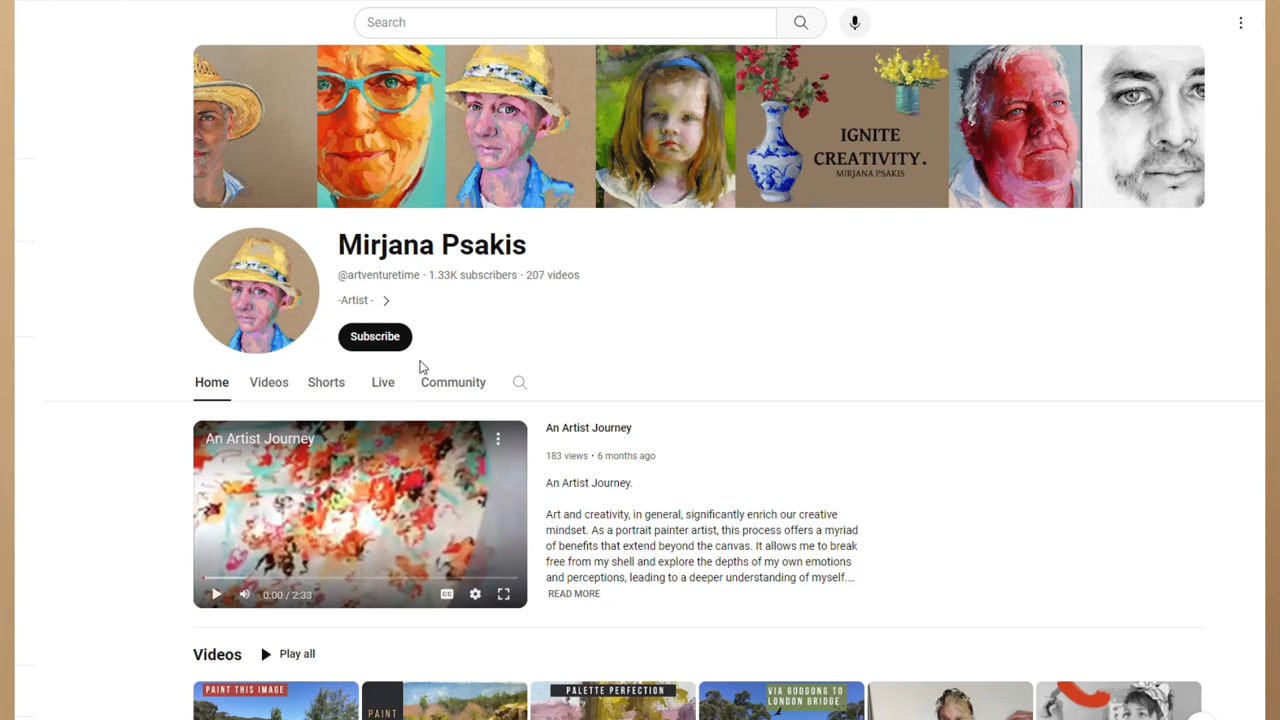 Search
IGNITE
CREATIVITY.
MIRJANA PSAKIS
Mirjana Psakis
@artventuretime · 1.33K subscribers · 207 videos
-Artist -
Subscribe
Home Videos Shorts Live Community
An Artist Journey
0:00 / 2:33
An Artist Journey
183 views • 6 months ago
An Artist Journey.
Art and creativity, in general, significantly enrich our creative
mindset. As a portrait painter artist, this process offers a myriad
of benefits that extend beyond the canvas. It allows me to break
free from my shell and explore the depths of my own emotions
and perceptions, leading to a deeper understanding of myself....
READ MORE
Videos Play all
PAINT THIS IMAGE
PAINT
PALETTE PERFECTION
VIA GOOGONG TO
LONDON BRIDGE